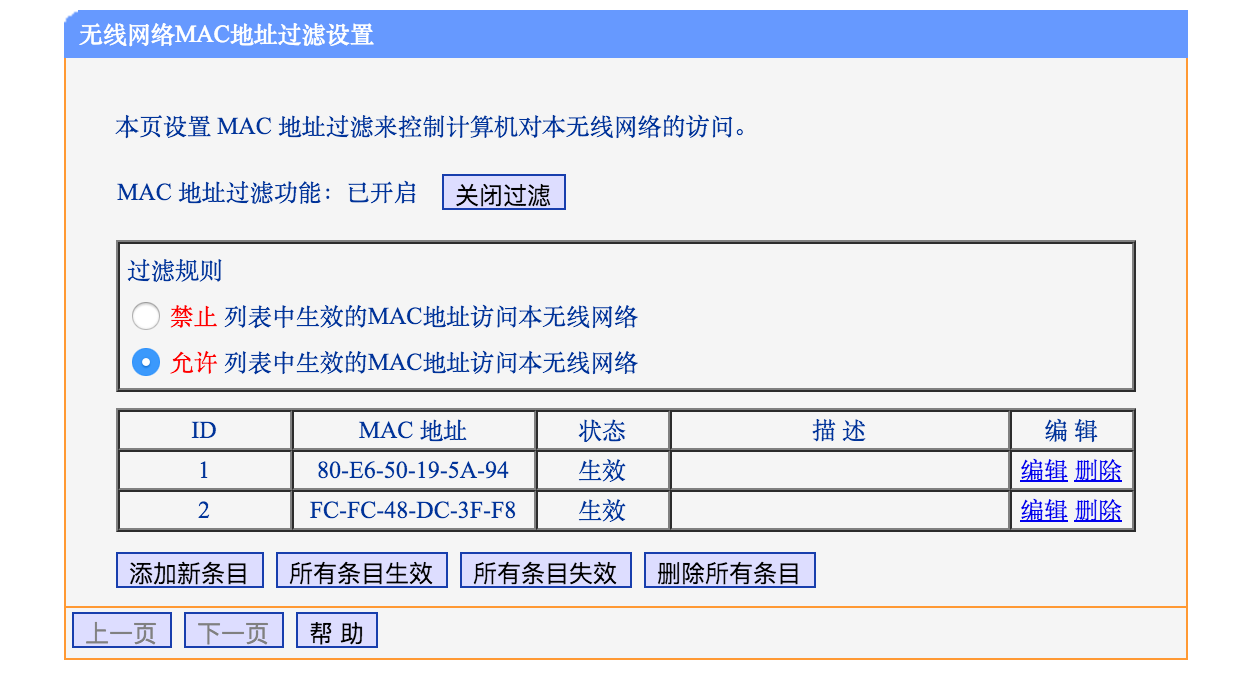 无线网络MAC地址过滤设置
本页设置 MAC 地址过滤来控制计算机对本无线网络的访问。
MAC 地址过滤功能：已开启 关闭过滤
过滤规则
禁止 列表中生效的MAC地址访问本无线网络
允许 列表中生效的MAC地址访问本无线网络
ID MAC 地址 状态 描 述 编 辑
1 80-E6-50-19-5A-94 生效 编辑 删除
2 FC-FC-48-DC-3F-F8 生效 编辑 删除
添加新条目 所有条目生效 所有条目失效 删除所有条目
上一页 下一页 帮 助